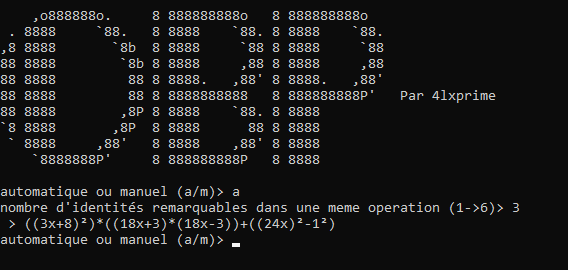 ,o888888o.     8 888888888o   8 888888888o
 . 8888     `88.   8 8888    `88. 8 8888    `88.
,8 8888       `8b  8 8888     `88 8 8888     `88
88 8888        `8b 8 8888     ,88 8 8888     ,88
88 8888         88 8 8888.   ,88' 8 8888.   ,88'
88 8888         88 8 8888888888   8 888888888P'   Par 4lxprime
88 8888        ,8P 8 8888    `88. 8 8888
`8 8888       ,8P  8 8888      88 8 8888
 ` 8888     ,88'   8 8888    ,88' 8 8888
    `8888888P'     8 888888888P   8 8888
automatique ou manuel (a/m)> a
nombre d'identités remarquables dans une meme operation (1->6)> 3
 > ((3x+8)²)*((18x+3)*(18x-3))+((24x)²-1²)
automatique ou manuel (a/m)>